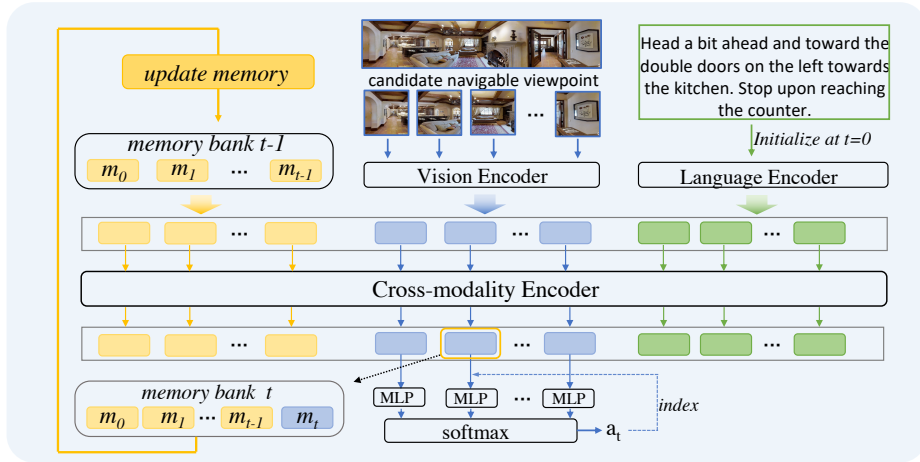 update memory
memory bank t-1
m0 m1 ... mt-1
candidate navigable viewpoint
...
Vision Encoder
Head a bit ahead and toward the
double doors on the left towards
the kitchen. Stop upon reaching
the counter.
Initialize at t=0
Language Encoder
... ... ...
Cross-modality Encoder
... ... ...
memory bank t
m0 m1 ... mt-1 mt
MLP MLP ... MLP
index
softmax
at